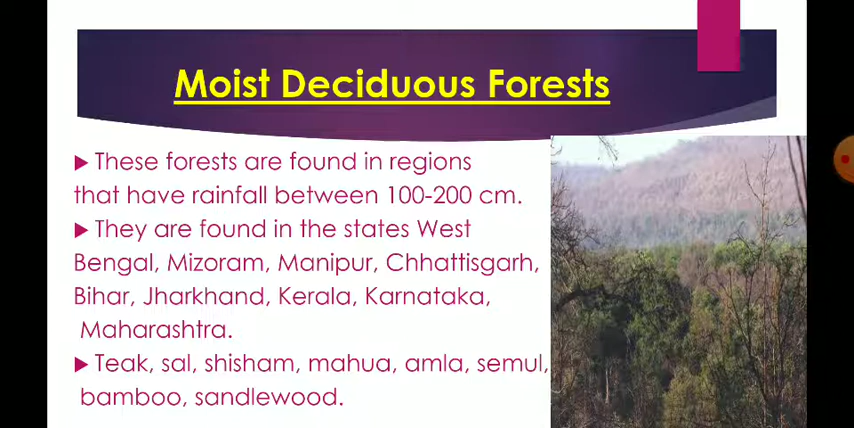 Moist Deciduous Forests
▶ These forests are found in regions
that have rainfall between 100-200 cm.
▶ They are found in the states West
Bengal, Mizoram, Manipur, Chhattisgarh,
Bihar, Jharkhand, Kerala, Karnataka,
Maharashtra.
▶ Teak, sal, shisham, mahua, amla, semul,
bamboo, sandlewood.